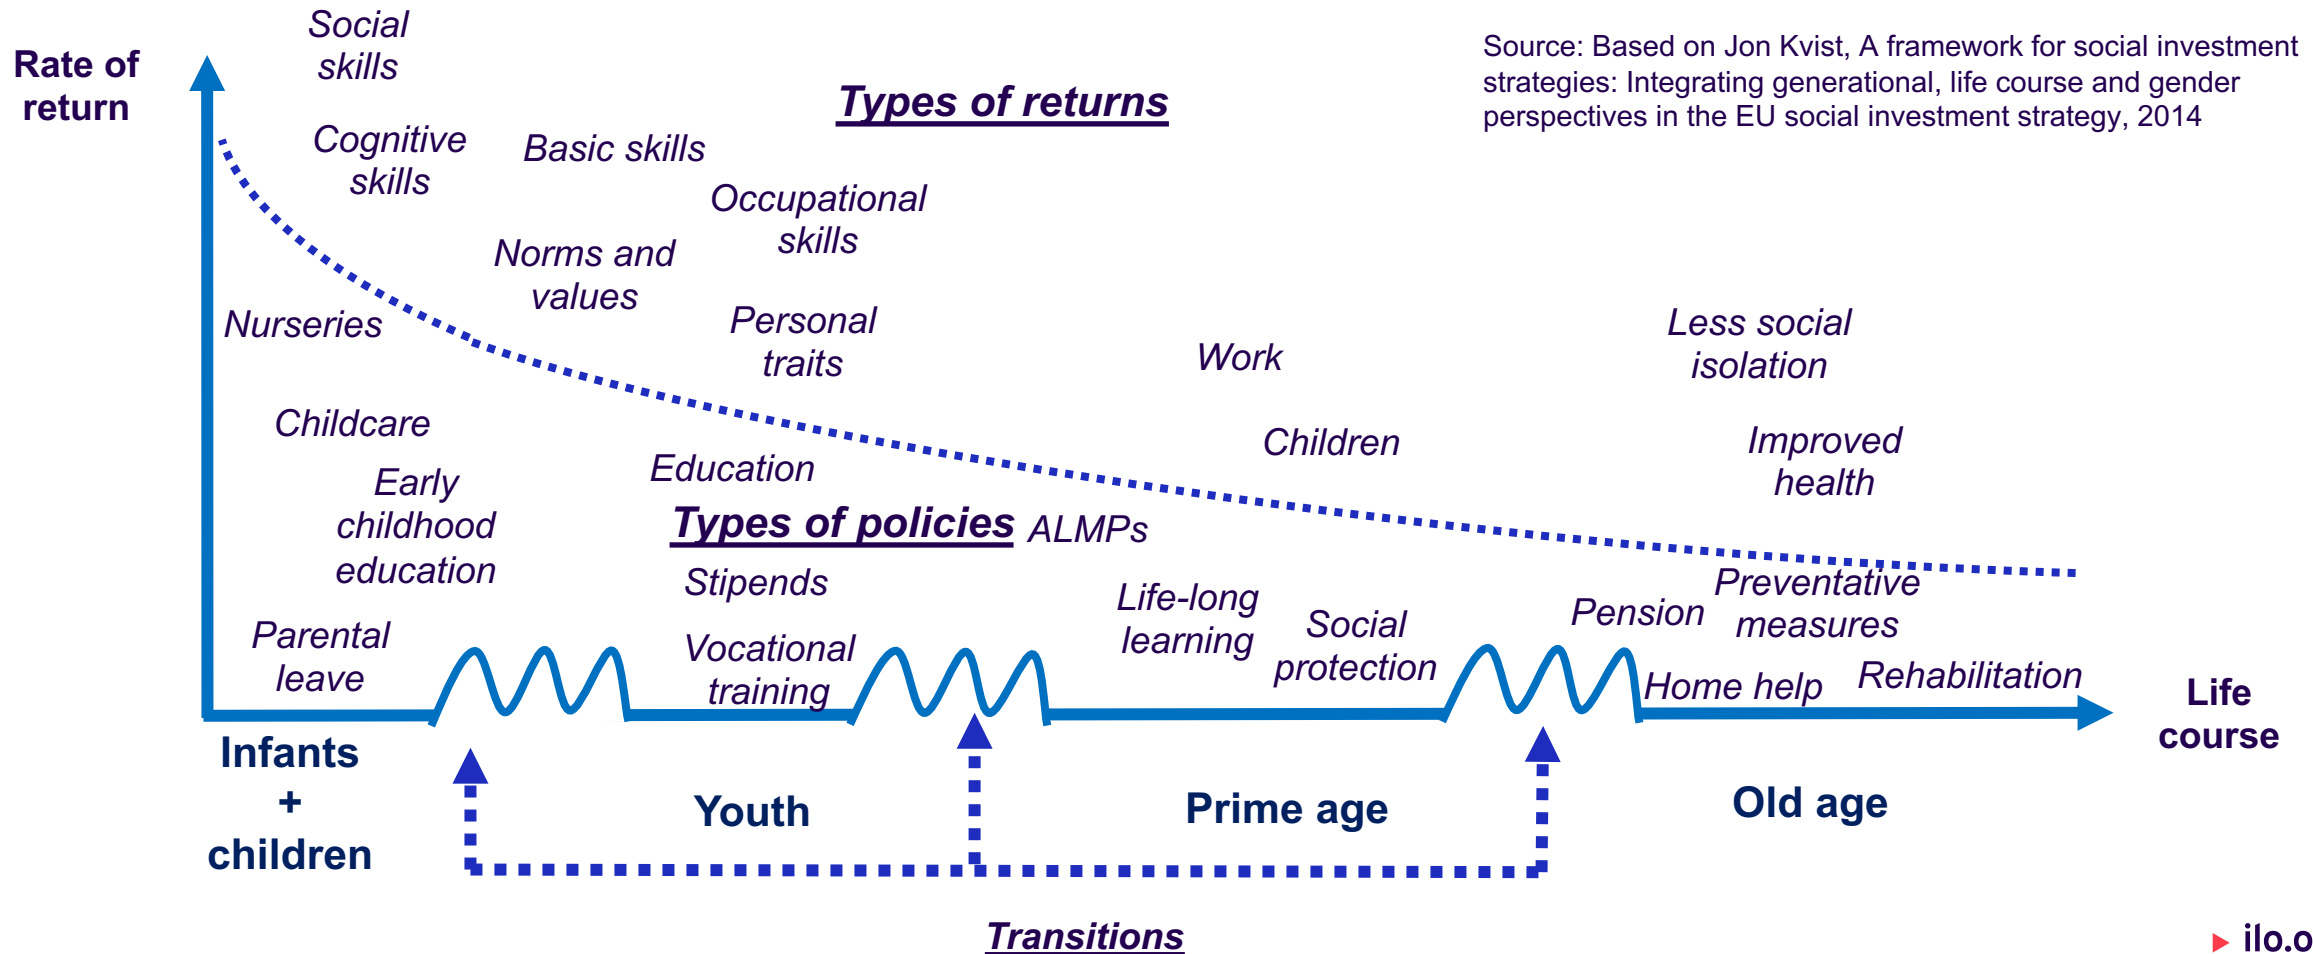 Rate of
return
Social
skills
Cognitive
skills
Basic skills
Types of returns
Occupational
skills
Norms and
values
Personal
traits
Source: Based on Jon Kvist, A framework for social investment
strategies: Integrating generational, life course and gender
perspectives in the EU social investment strategy, 2014
Work
Children
Less social
isolation
Improved
health
Nurseries
Childcare
Early
childhood
education
Parental
leave
Education
Types of policies
ALMPs
Stipends
Vocational
training
Life-long
learning
Social
protection
Pension
Preventative
measures
Home help
Rehabilitation
Life
course
Infants
+
children
Youth
Prime age
Old age
Transitions
ilo.o